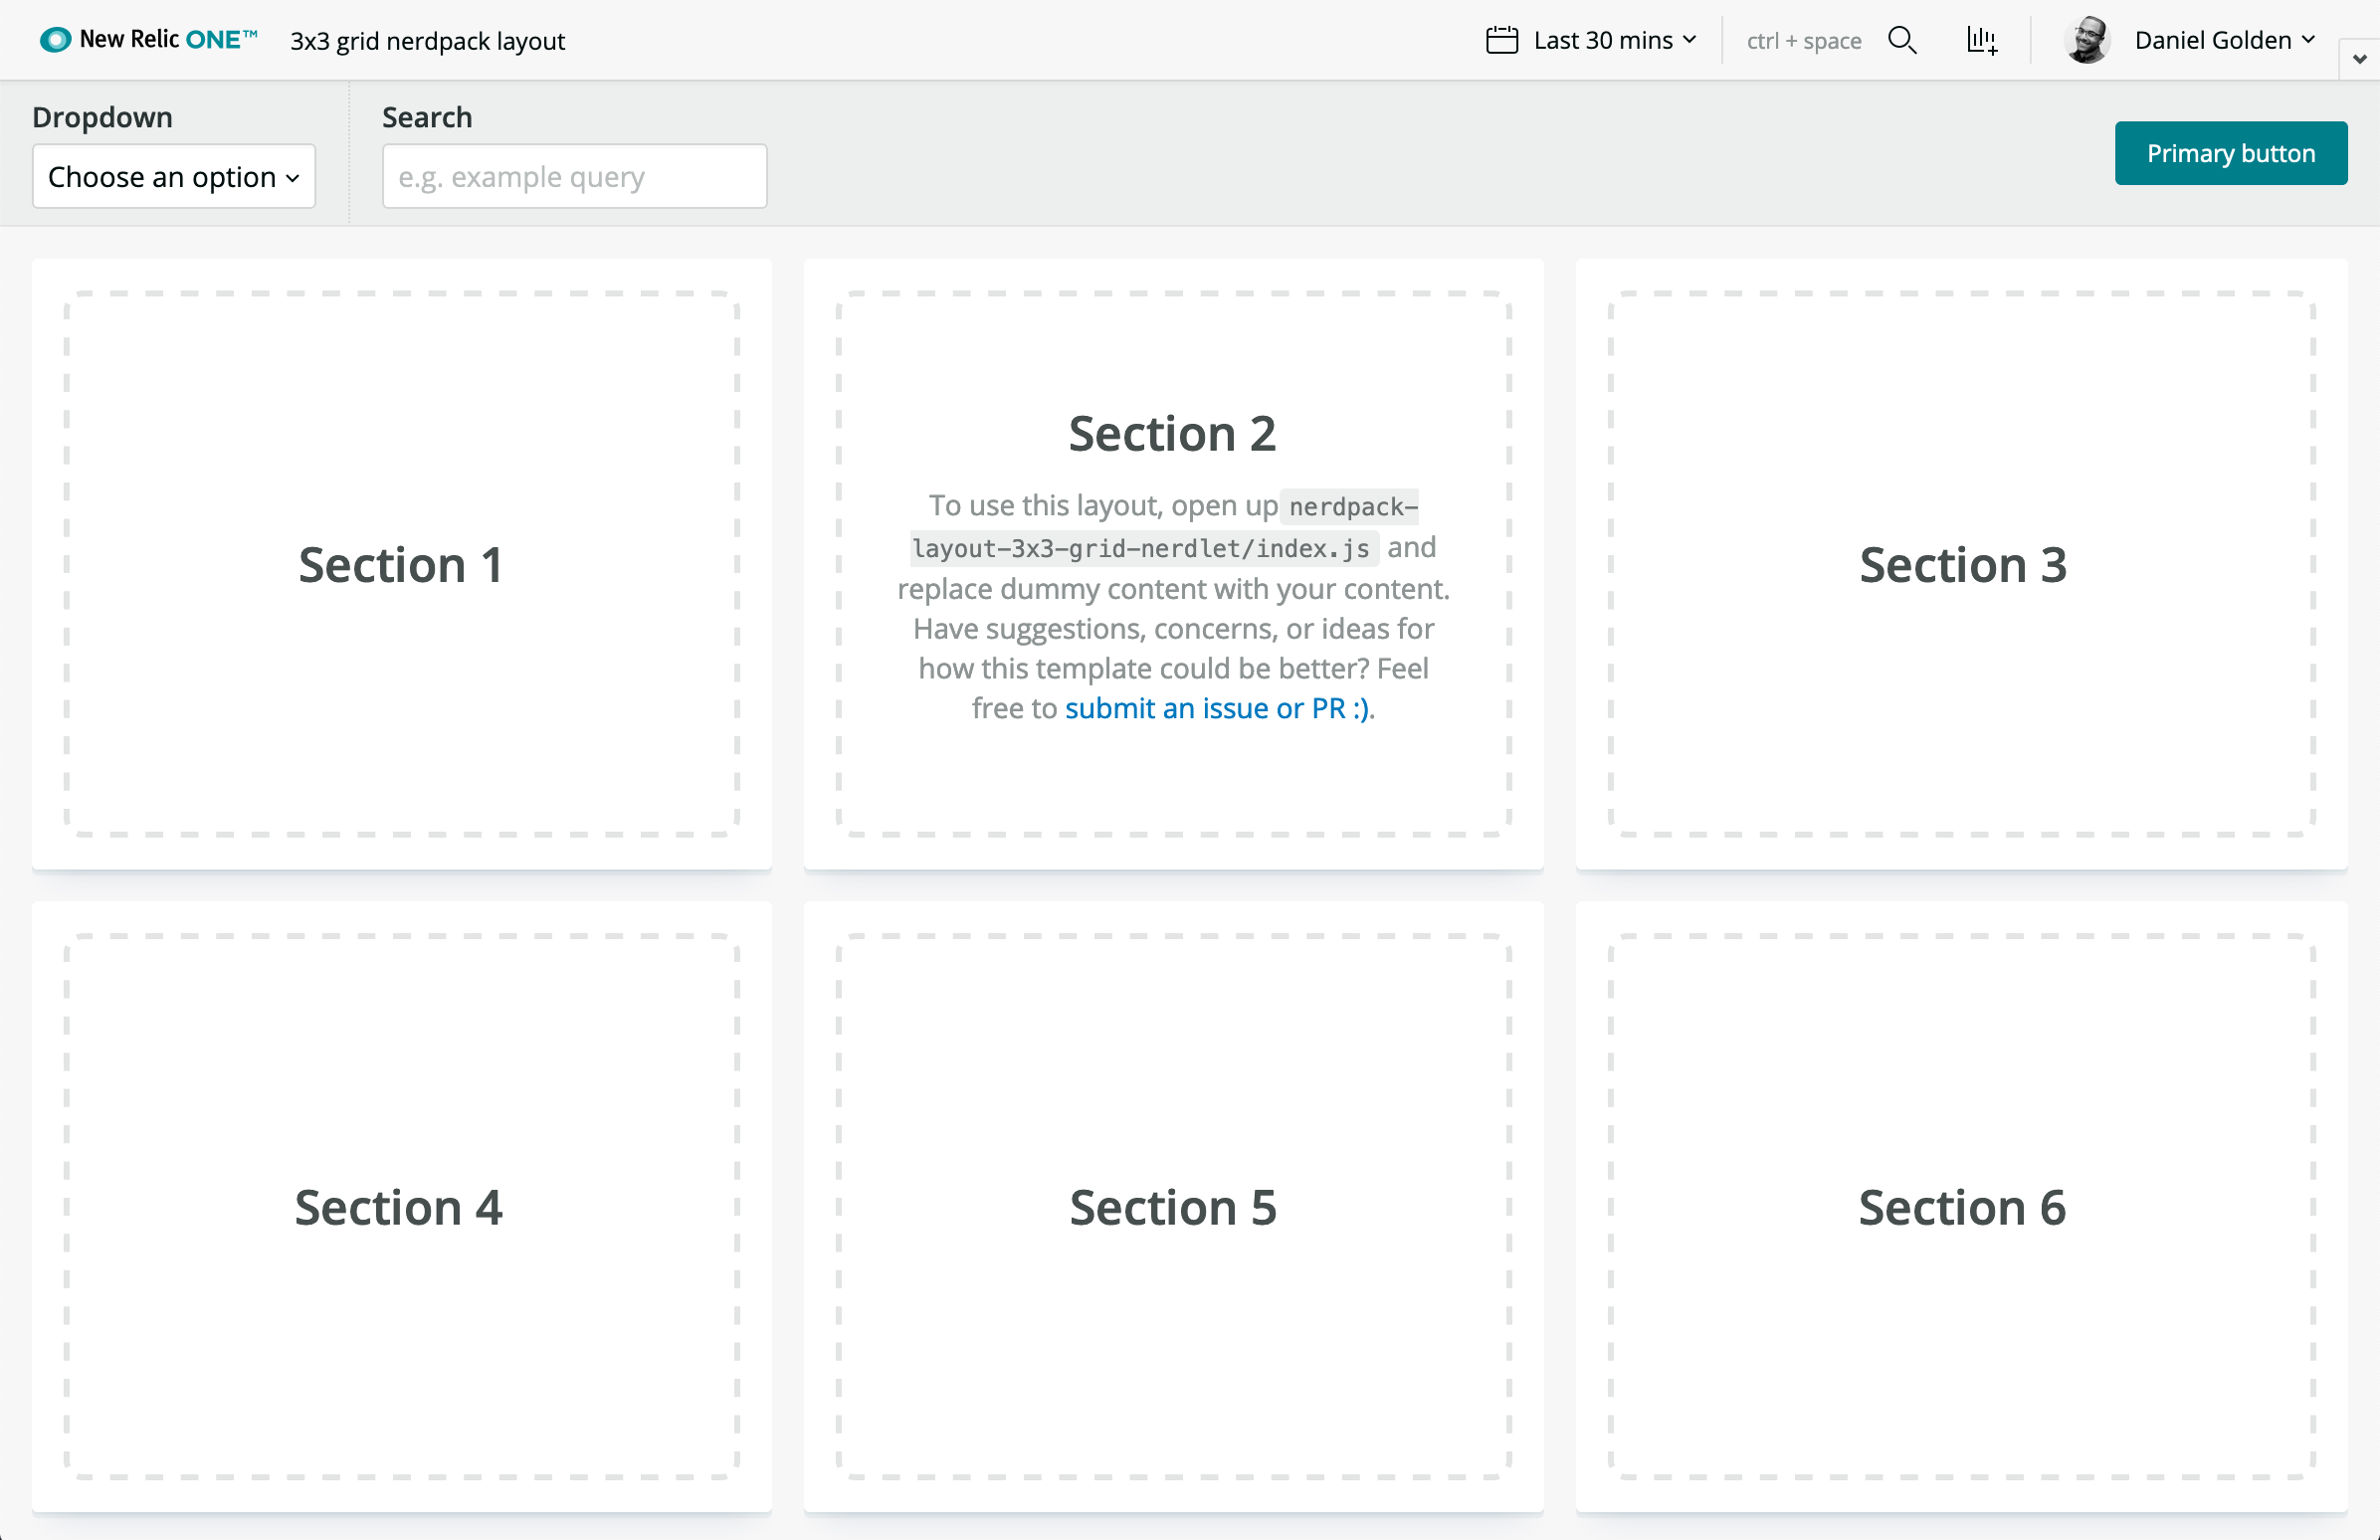 New Relic ONE™ 3x3 grid nerdpack layout Last 30 mins ctrl + space Daniel Golden
Dropdown Search
Choose an option e.g. example query Primary button
Section 1
Section 2
To use this layout, open up nerdpack-
layout-3x3-grid-nerdlet/index.js and
replace dummy content with your content.
Have suggestions, concerns, or ideas for
how this template could be better? Feel
free to submit an issue or PR :).
Section 3
Section 4
Section 5
Section 6